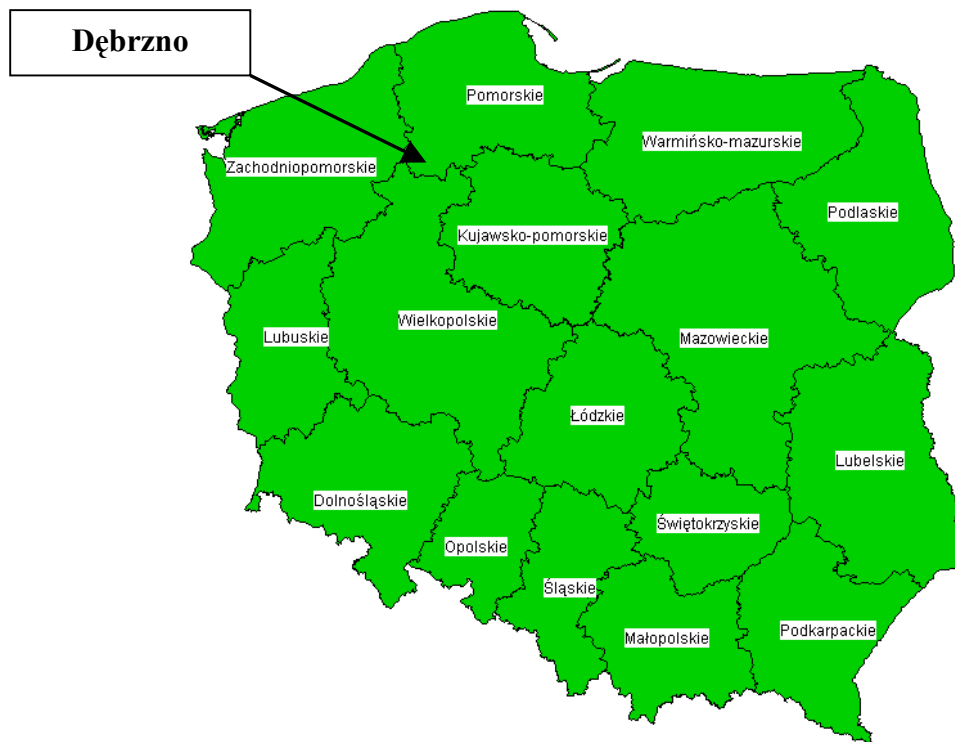 Dębrzno
Pomorskie
Warmińsko-mazurskie
Zachodniopomorskie
Podlaskie
Kujawsko-pomorskie
Wielkopolskie
Lubuskie
Mazowieckie
Łódzkie
Lubelskie
Dolnośląskie
Świętokrzyskie
Opolskie
Śląskie
Podkarpackie
Małopolskie